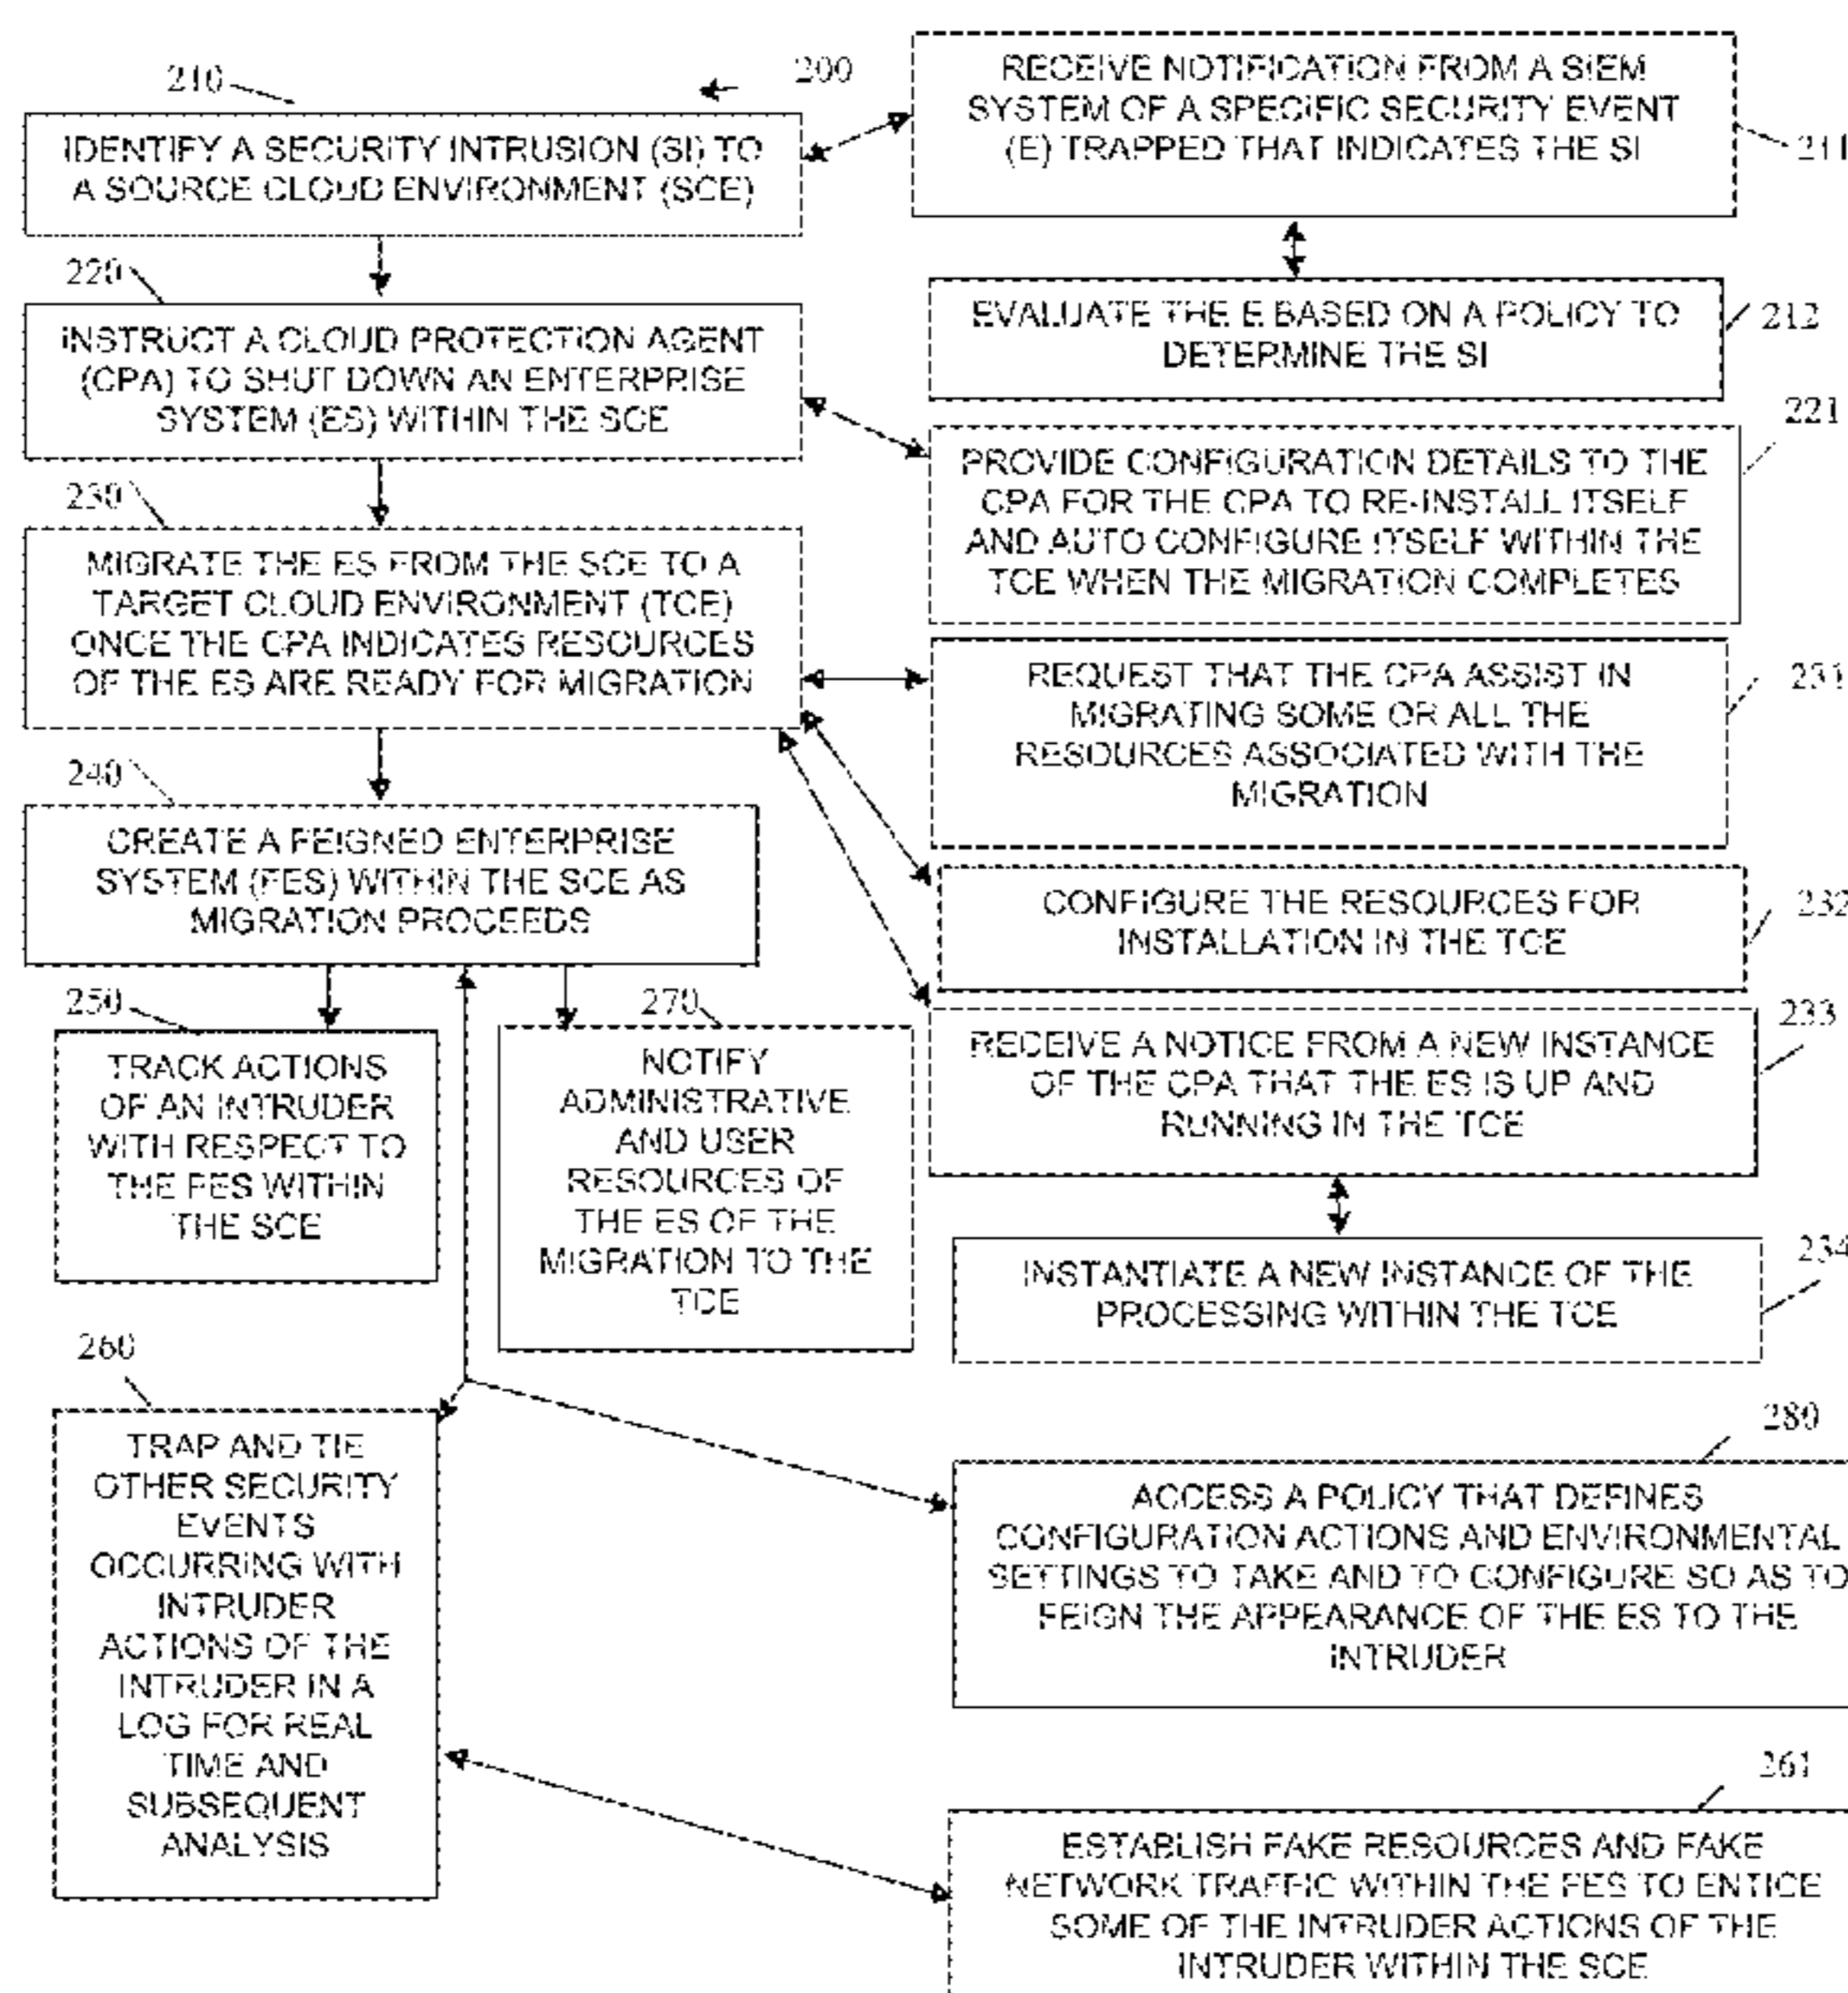 210
200
IDENTIFY A SECURITY INTRUSION (SI) TO
A SOURCE CLOUD ENVIRONMENT (SCE)
RECEIVE NOTIFICATION FROM A SIEM
SYSTEM OF A SPECIFIC SECURITY EVENT
(E) TRAPPED THAT INDICATES THE SI
211
220
INSTRUCT A CLOUD PROTECTION AGENT
(CPA) TO SHUT DOWN AN ENTERPRISE
SYSTEM (ES) WITHIN THE SCE
EVALUATE THE E BASED ON A POLICY TO
DETERMINE THE SI
212
221
PROVIDE CONFIGURATION DETAILS TO THE
CPA FOR THE CPA TO RE-INSTALL ITSELF
AND AUTO CONFIGURE ITSELF WITHIN THE
TCE WHEN THE MIGRATION COMPLETES
230
MIGRATE THE ES FROM THE SCE TO A
TARGET CLOUD ENVIRONMENT (TCE)
ONCE THE CPA INDICATES RESOURCES
OF THE ES ARE READY FOR MIGRATION
REQUEST THAT THE CPA ASSIST IN
MIGRATING SOME OR ALL THE
RESOURCES ASSOCIATED WITH THE
MIGRATION
231
240
CREATE A FEIGNED ENTERPRISE
SYSTEM (FES) WITHIN THE SCE AS
MIGRATION PROCEEDS
CONFIGURE THE RESOURCES FOR
INSTALLATION IN THE TCE
232
250
TRACK ACTIONS
OF AN INTRUDER
WITH RESPECT TO
THE FES WITHIN
THE SCE
270
NOTIFY
ADMINISTRATIVE
AND USER
RESOURCES OF
THE ES OF THE
MIGRATION TO THE
TCE
233
RECEIVE A NOTICE FROM A NEW INSTANCE
OF THE CPA THAT THE ES IS UP AND
RUNNING IN THE TCE
234
INSTANTIATE A NEW INSTANCE OF THE
PROCESSING WITHIN THE TCE
260
TRAP AND TIE
OTHER SECURITY
EVENTS
OCCURRING WITH
INTRUDER
ACTIONS OF THE
INTRUDER IN A
LOG FOR REAL
TIME AND
SUBSEQUENT
ANALYSIS
280
ACCESS A POLICY THAT DEFINES
CONFIGURATION ACTIONS AND ENVIRONMENTAL
SETTINGS TO TAKE AND TO CONFIGURE SO AS TO
FEIGN THE APPEARANCE OF THE ES TO THE
INTRUDER
261
ESTABLISH FAKE RESOURCES AND FAKE
NETWORK TRAFFIC WITHIN THE FES TO ENTICE
SOME OF THE INTRUDER ACTIONS OF THE
INTRUDER WITHIN THE SCE